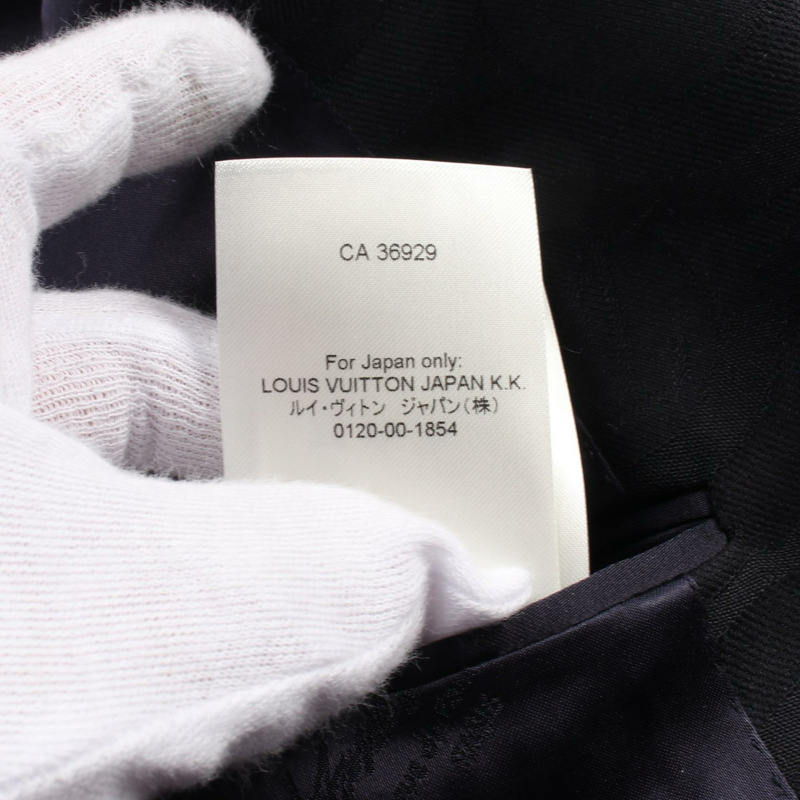 CA 36929
For Japan only:
LOUIS VUITTON JAPAN K.K.
ルイ・ヴィトン　ジャパン(株)
0120-00-1854